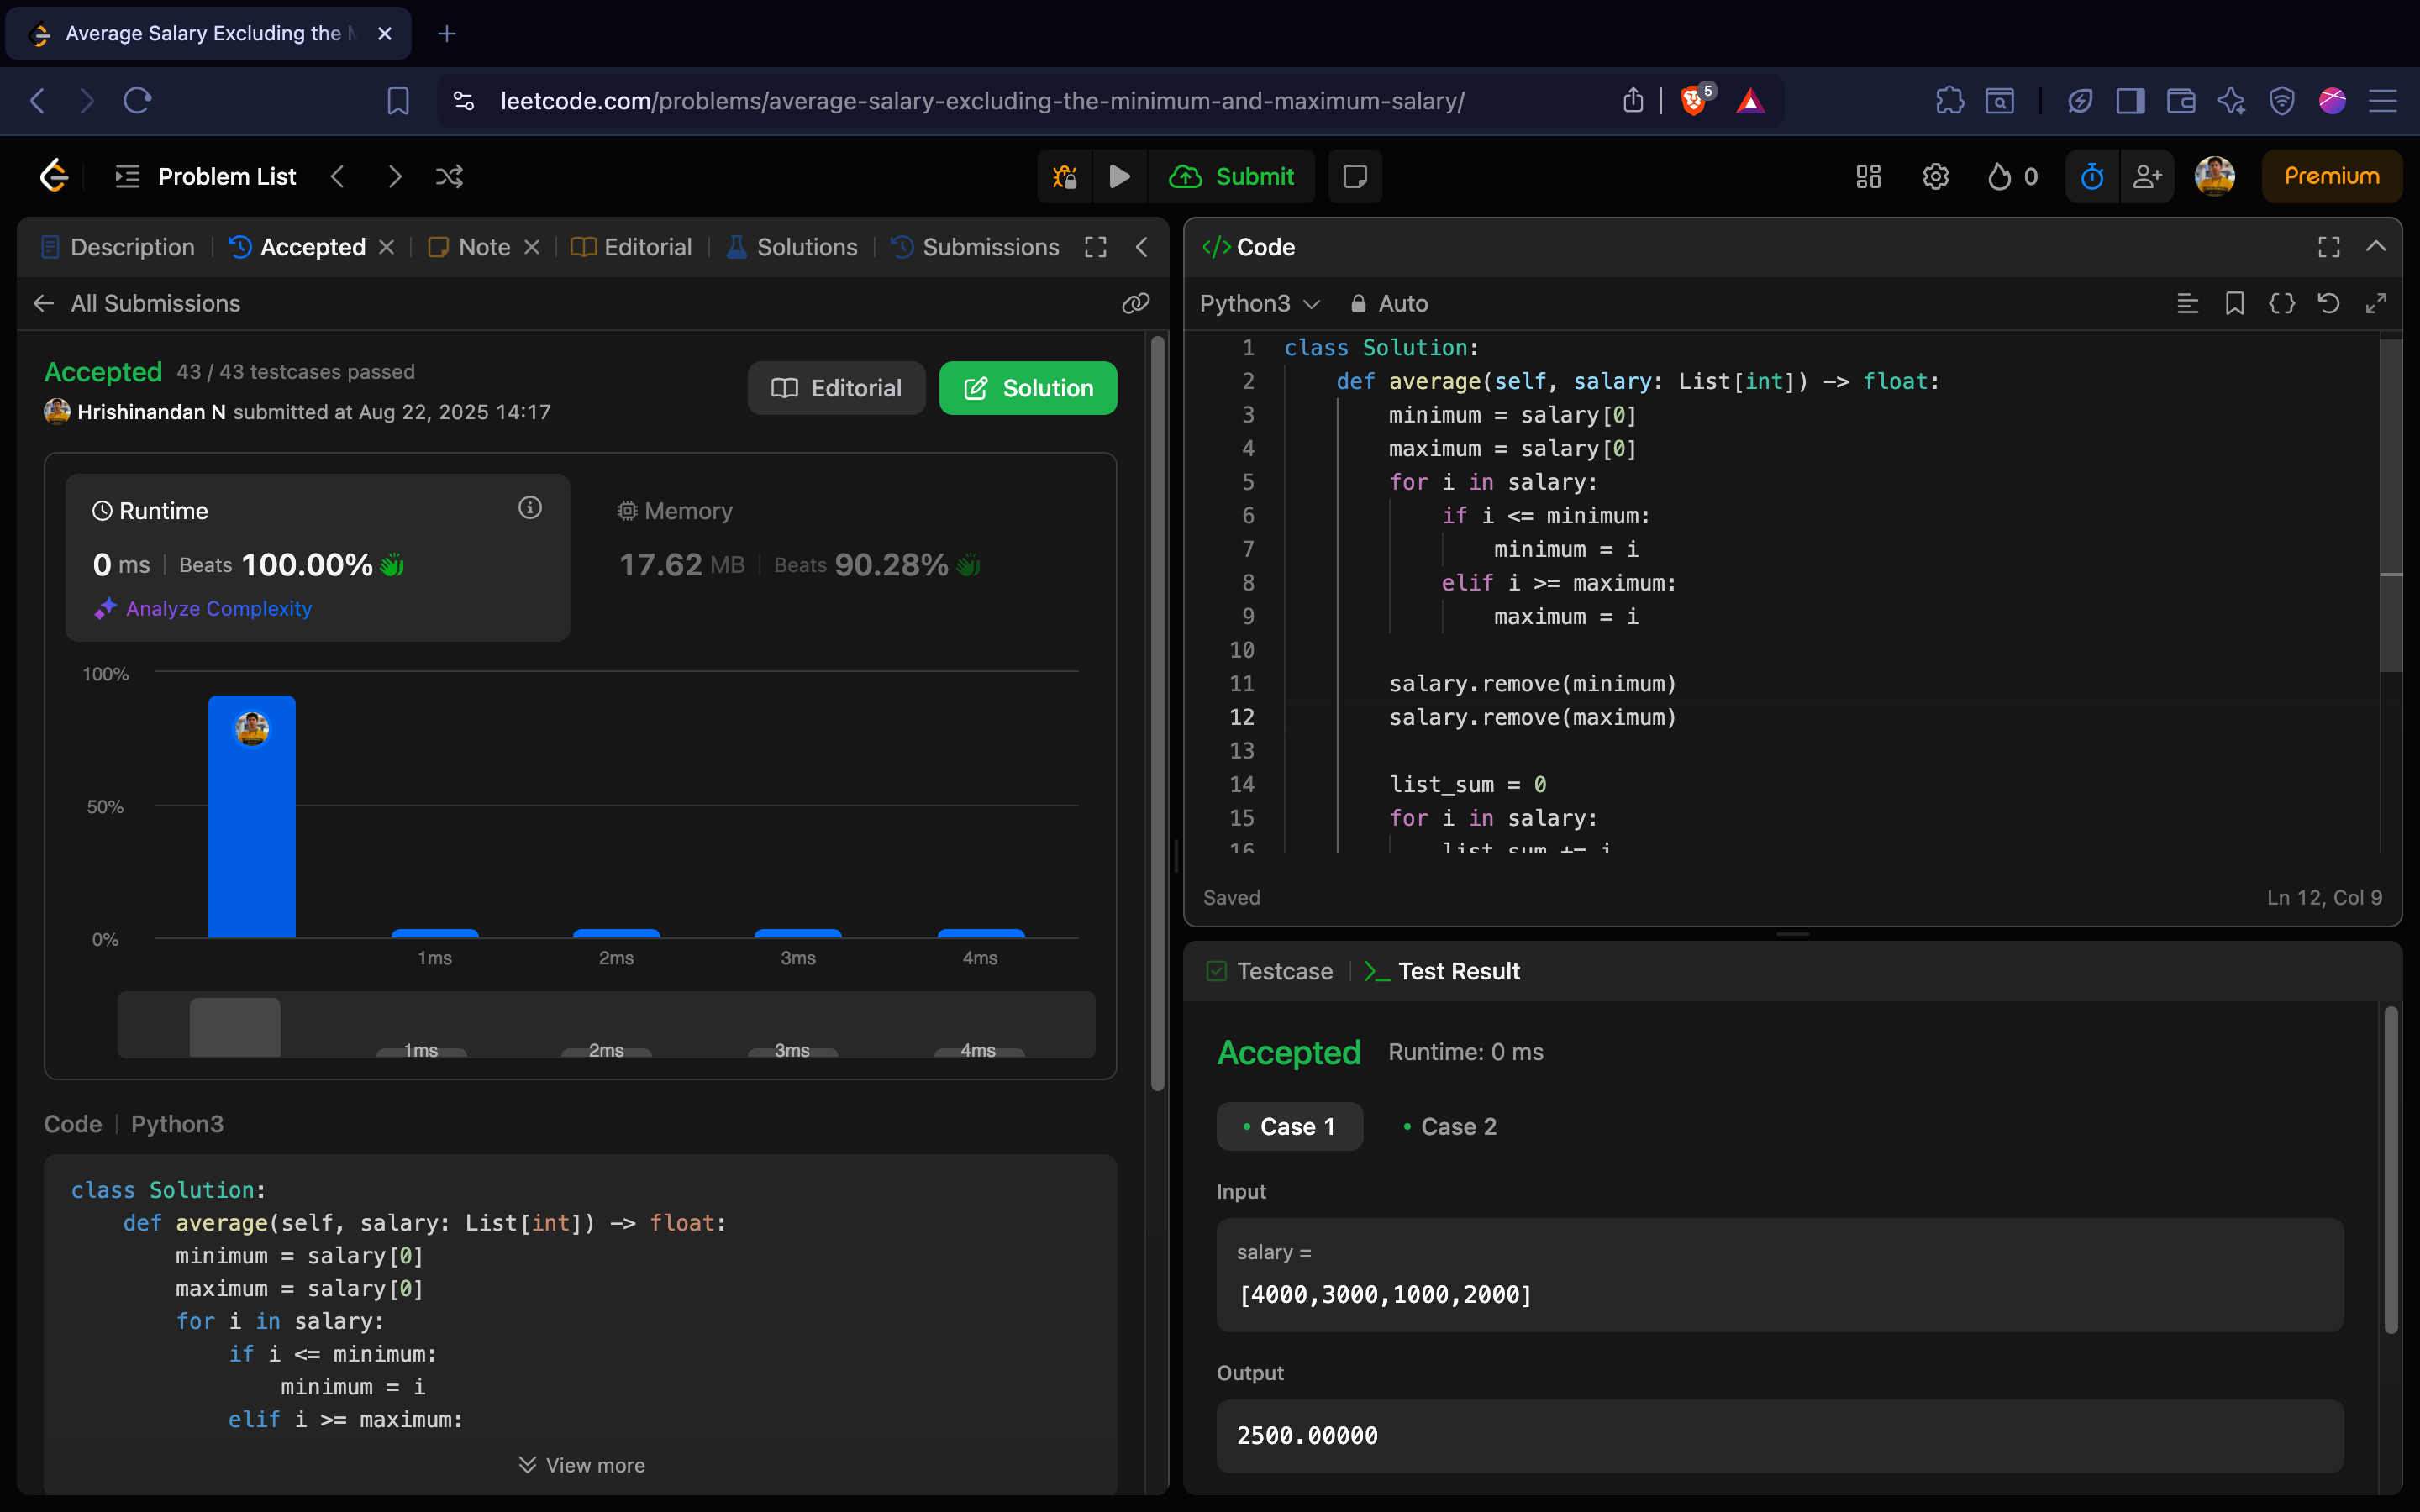 Average Salary Excluding the M
leetcode.com/problems/average-salary-excluding-the-minimum-and-maximum-salary/
5
Problem List
Submit
0
Premium
Description
Accepted
Note
Editorial
Solutions
Submissions
All Submissions
Accepted 43 / 43 testcases passed
Hrishinandan N submitted at Aug 22, 2025 14:17
Editorial
Solution
Runtime
0 ms | Beats 100.00%
Analyze Complexity
Memory
17.62 MB | Beats 90.28%
100%
50%
0%
1ms 2ms 3ms 4ms
1ms 2ms 3ms 4ms
Code | Python3
class Solution:
    def average(self, salary: List[int]) -> float:
        minimum = salary[0]
        maximum = salary[0]
        for i in salary:
            if i <= minimum:
                minimum = i
            elif i >= maximum:
View more
Code
Python3
Auto
1 class Solution:
2     def average(self, salary: List[int]) -> float:
3         minimum = salary[0]
4         maximum = salary[0]
5         for i in salary:
6             if i <= minimum:
7                 minimum = i
8             elif i >= maximum:
9                 maximum = i
10
11         salary.remove(minimum)
12         salary.remove(maximum)
13
14         list_sum = 0
15         for i in salary:
16             list_sum += i
Saved
Ln 12, Col 9
Testcase
Test Result
Accepted
Runtime: 0 ms
Case 1
Case 2
Input
salary =
[4000,3000,1000,2000]
Output
2500.00000